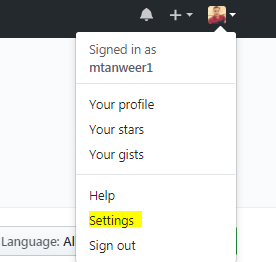 Signed in as
mtanweer1
Your profile
Your stars
Your gists
Help
Settings
Sign out
Language: Al